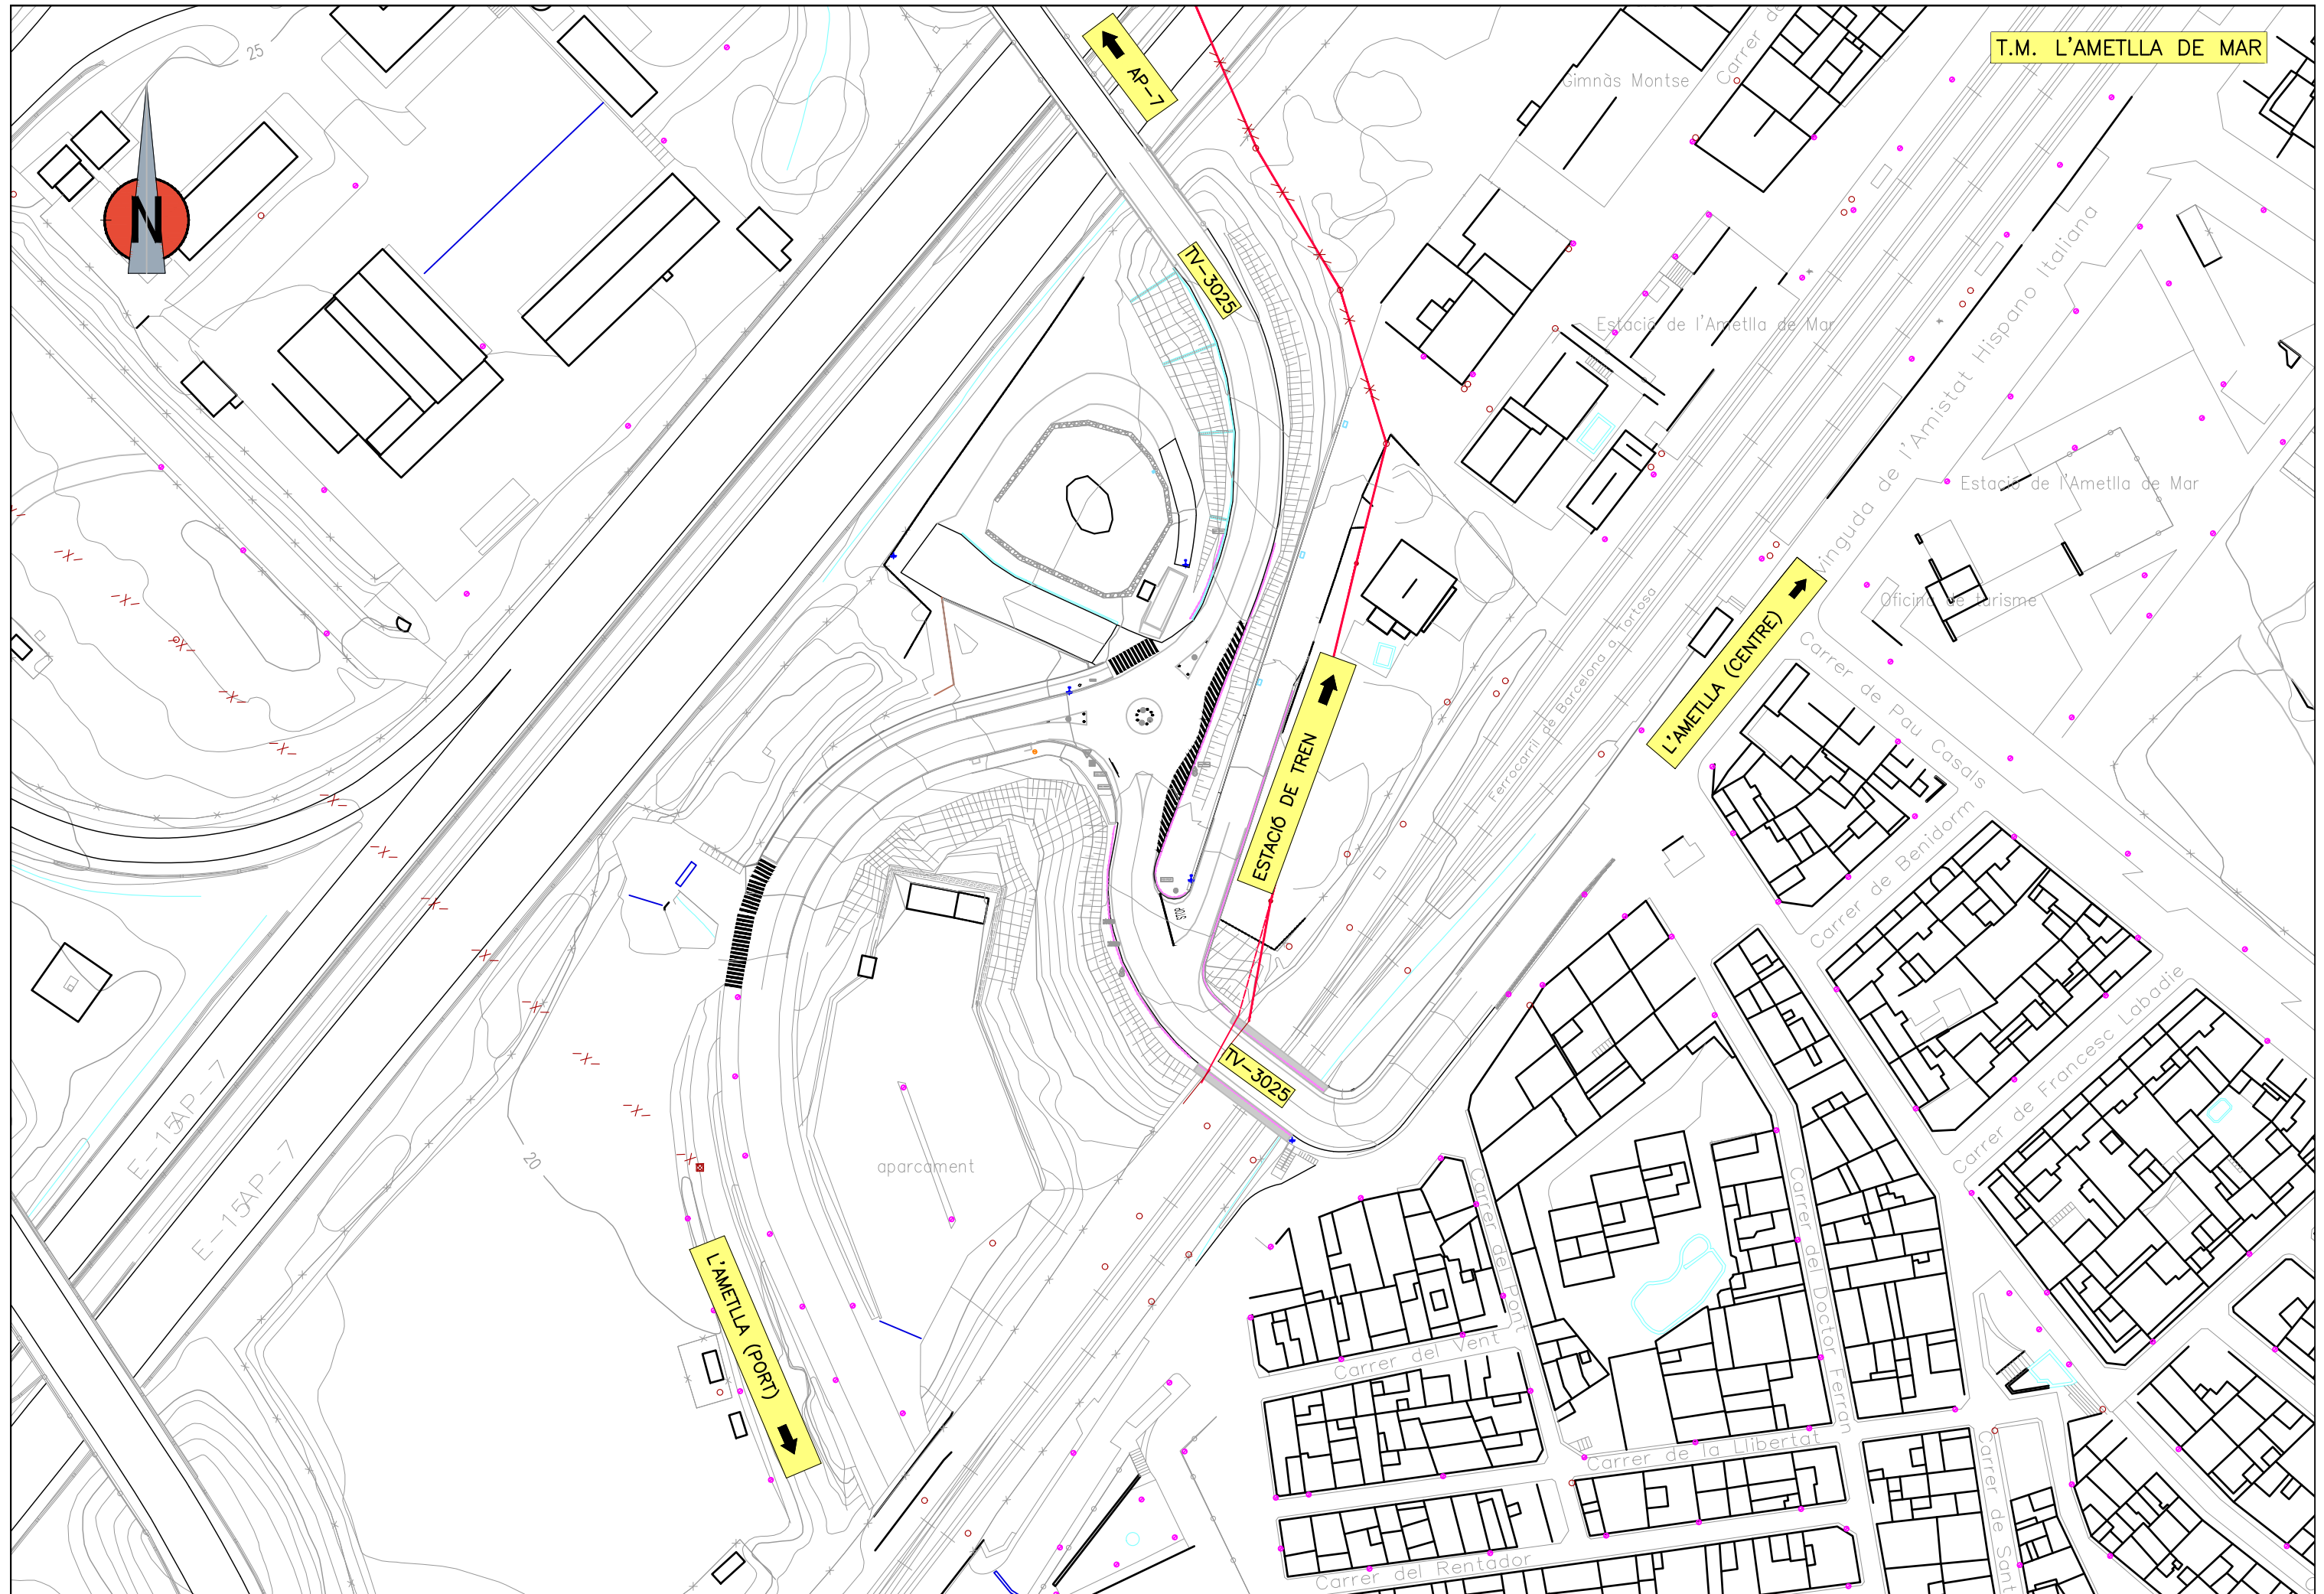 T.M. L'AMETLLA DE MAR
25
AP-7
Gimnàs Montse
N
TV-3025
Estació de l'Ametlla de Mar
Avinguda de l'Amistat Hispano Italiana
Estació de l'Ametlla de Mar
Oficina de turisme
L'AMETLLA (CENTRE)
Ferrocarril de Barcelona a Tortosa
Carrer de Pau Casals
ESTACIÓ DE TREN
Carrer de Benidorm
STOP
Carrer de Francesc Labadie
TV-3025
E-15AP-7
E-15AP-7
20
aparcament
Carrer del Pont
Carrer del Doctor Ferran
L'AMETLLA (PORT)
Carrer del Vent
Carrer de la Llibertat
Carrer de Sant
Carrer del Rentador